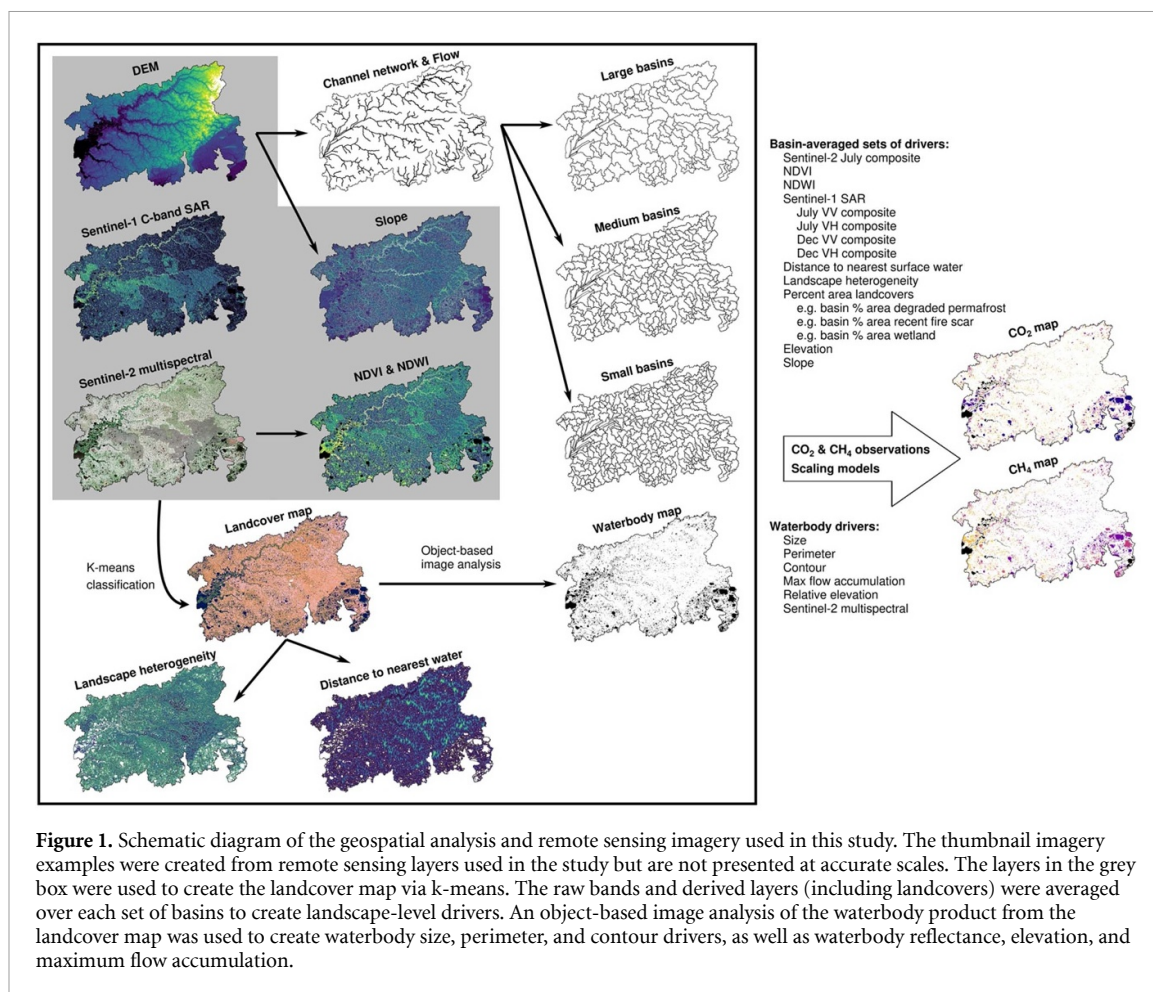 DEM
Channel network & Flow
Large basins
Sentinel-1 C-band SAR
Slope
Medium basins
Sentinel-2 multispectral
NDVI & NDWI
Small basins
K-means
classification
Landcover map
Object-based
image analysis
Waterbody map
Landscape heterogeneity
Distance to nearest water
Basin-averaged sets of drivers:
Sentinel-2 July composite
NDVI
NDWI
Sentinel-1 SAR
July VV composite
July VH composite
Dec VV composite
Dec VH composite
Distance to nearest surface water
Landscape heterogeneity
Percent area landcovers
e.g. basin % area degraded permafrost
e.g. basin % area recent fire scar
e.g. basin % area wetland
Elevation
Slope
CO₂ & CH₄ observations
Scaling models
CO₂ map
CH₄ map
Waterbody drivers:
Size
Perimeter
Contour
Max flow accumulation
Relative elevation
Sentinel-2 multispectral
Figure 1. Schematic diagram of the geospatial analysis and remote sensing imagery used in this study. The thumbnail imagery
examples were created from remote sensing layers used in the study but are not presented at accurate scales. The layers in the grey
box were used to create the landcover map via k-means. The raw bands and derived layers (including landcovers) were averaged
over each set of basins to create landscape-level drivers. An object-based image analysis of the waterbody product from the
landcover map was used to create waterbody size, perimeter, and contour drivers, as well as waterbody reflectance, elevation, and
maximum flow accumulation.